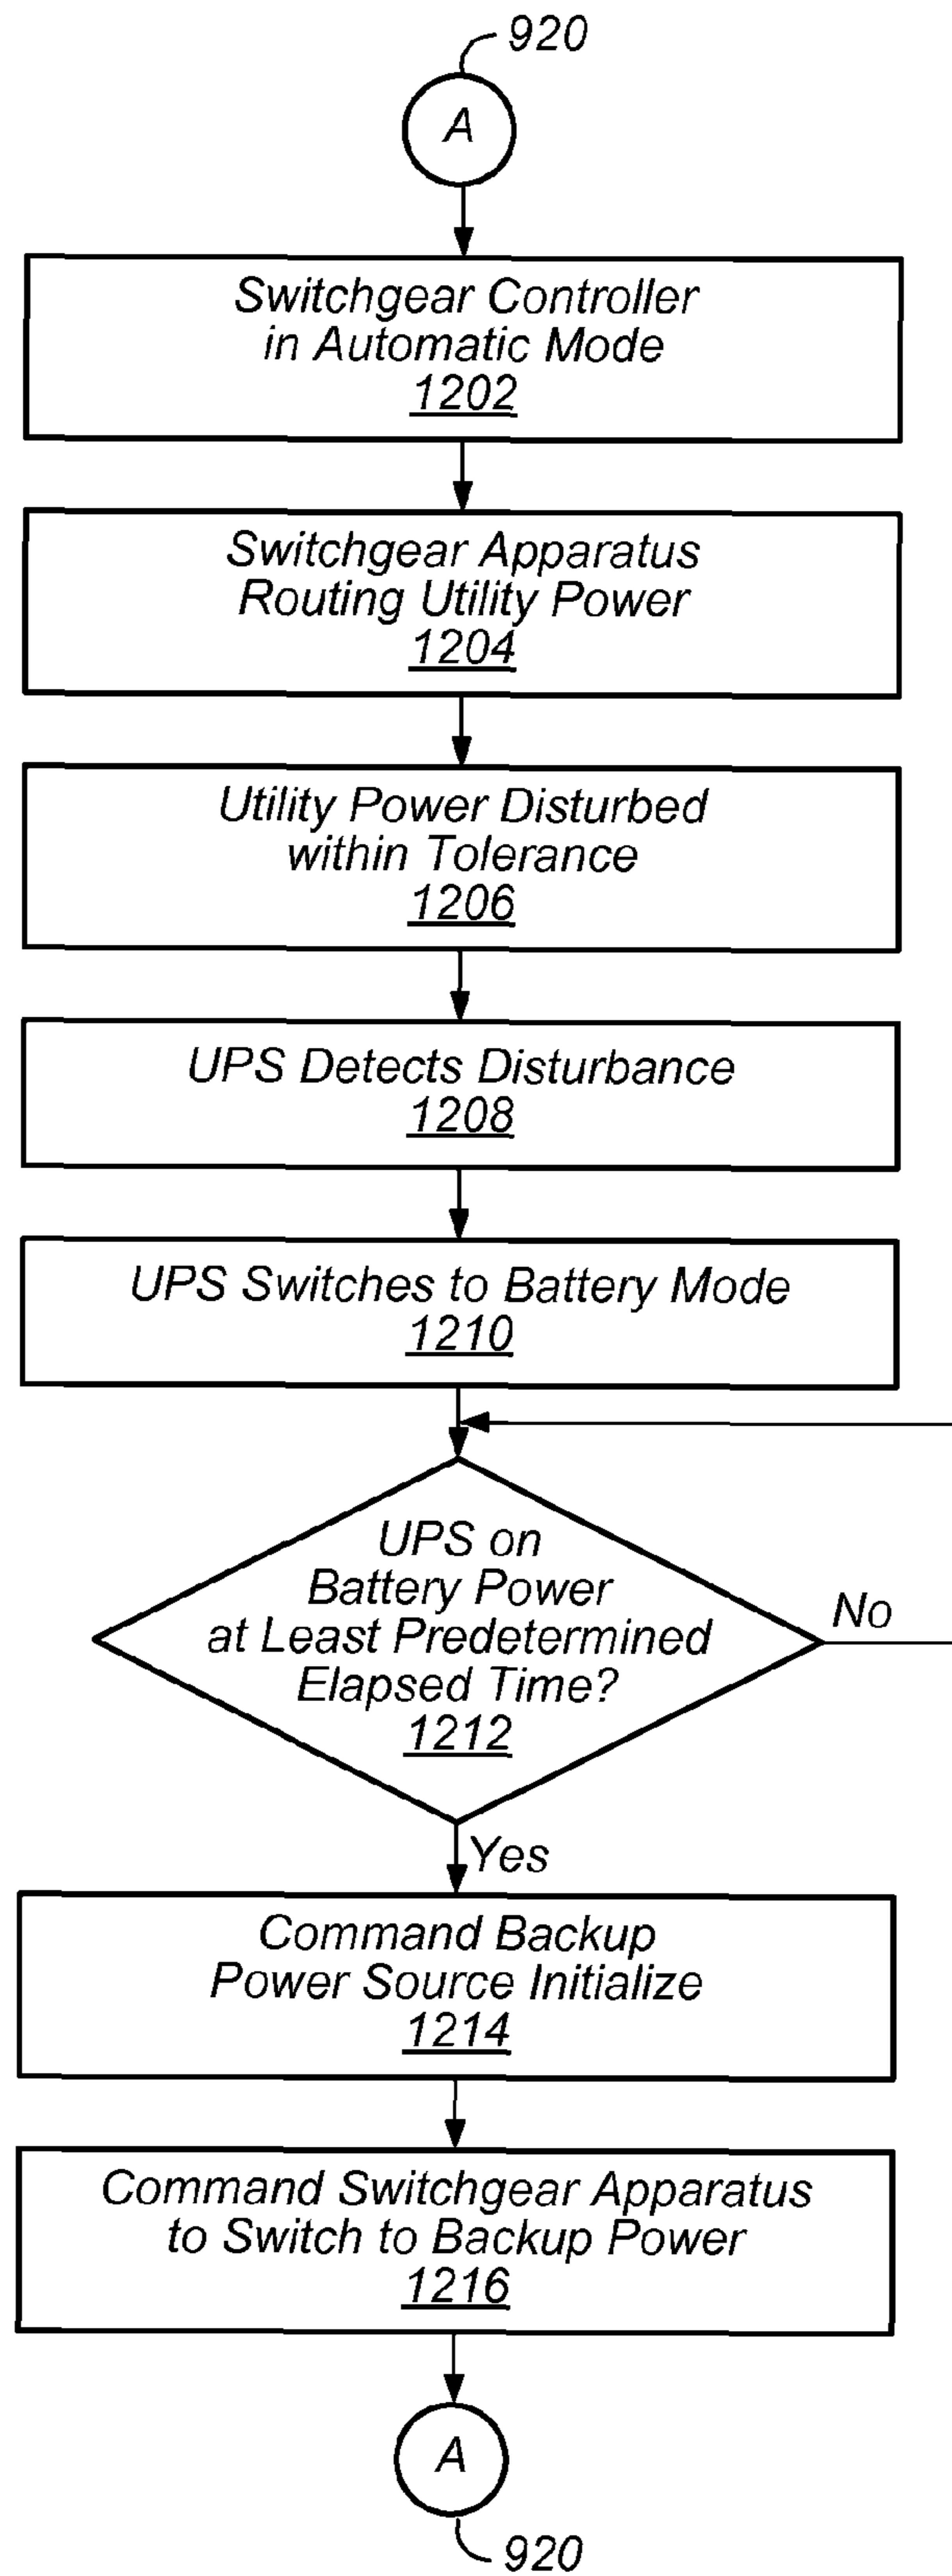 920
A
Switchgear Controller
in Automatic Mode
1202
Switchgear Apparatus
Routing Utility Power
1204
Utility Power Disturbed
within Tolerance
1206
UPS Detects Disturbance
1208
UPS Switches to Battery Mode
1210
UPS on
Battery Power
at Least Predetermined
Elapsed Time?
1212
No
Yes
Command Backup
Power Source Initialize
1214
Command Switchgear Apparatus
to Switch to Backup Power
1216
A
920